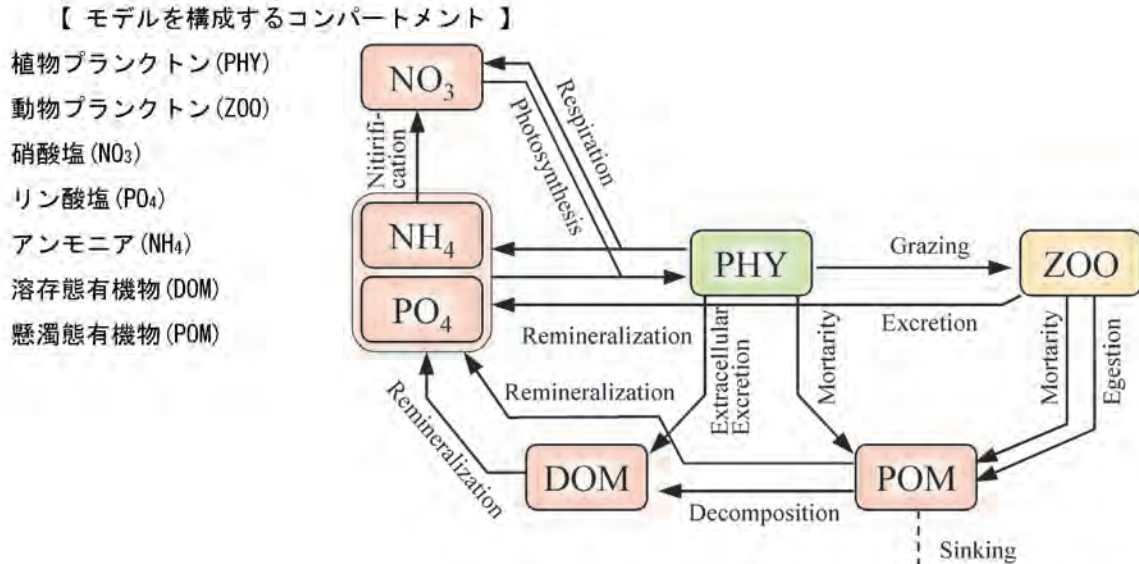 【 モデルを構成するコンパートメント 】
植物プランクトン(PHY)
動物プランクトン(ZOO)
硝酸塩(NO₃)
リン酸塩(PO₄)
アンモニア(NH₄)
溶存態有機物(DOM)
懸濁態有機物(POM)
NO₃
Respiration
Photosynthesis
Nitirifi-
cation
NH₄
PO₄
PHY
Grazing
ZOO
Remineralization
Excretion
Extracellular
Excretion
Mortarity
Mortarity
Egestion
Remineralization
Remineralization
DOM
POM
Decomposition
Sinking